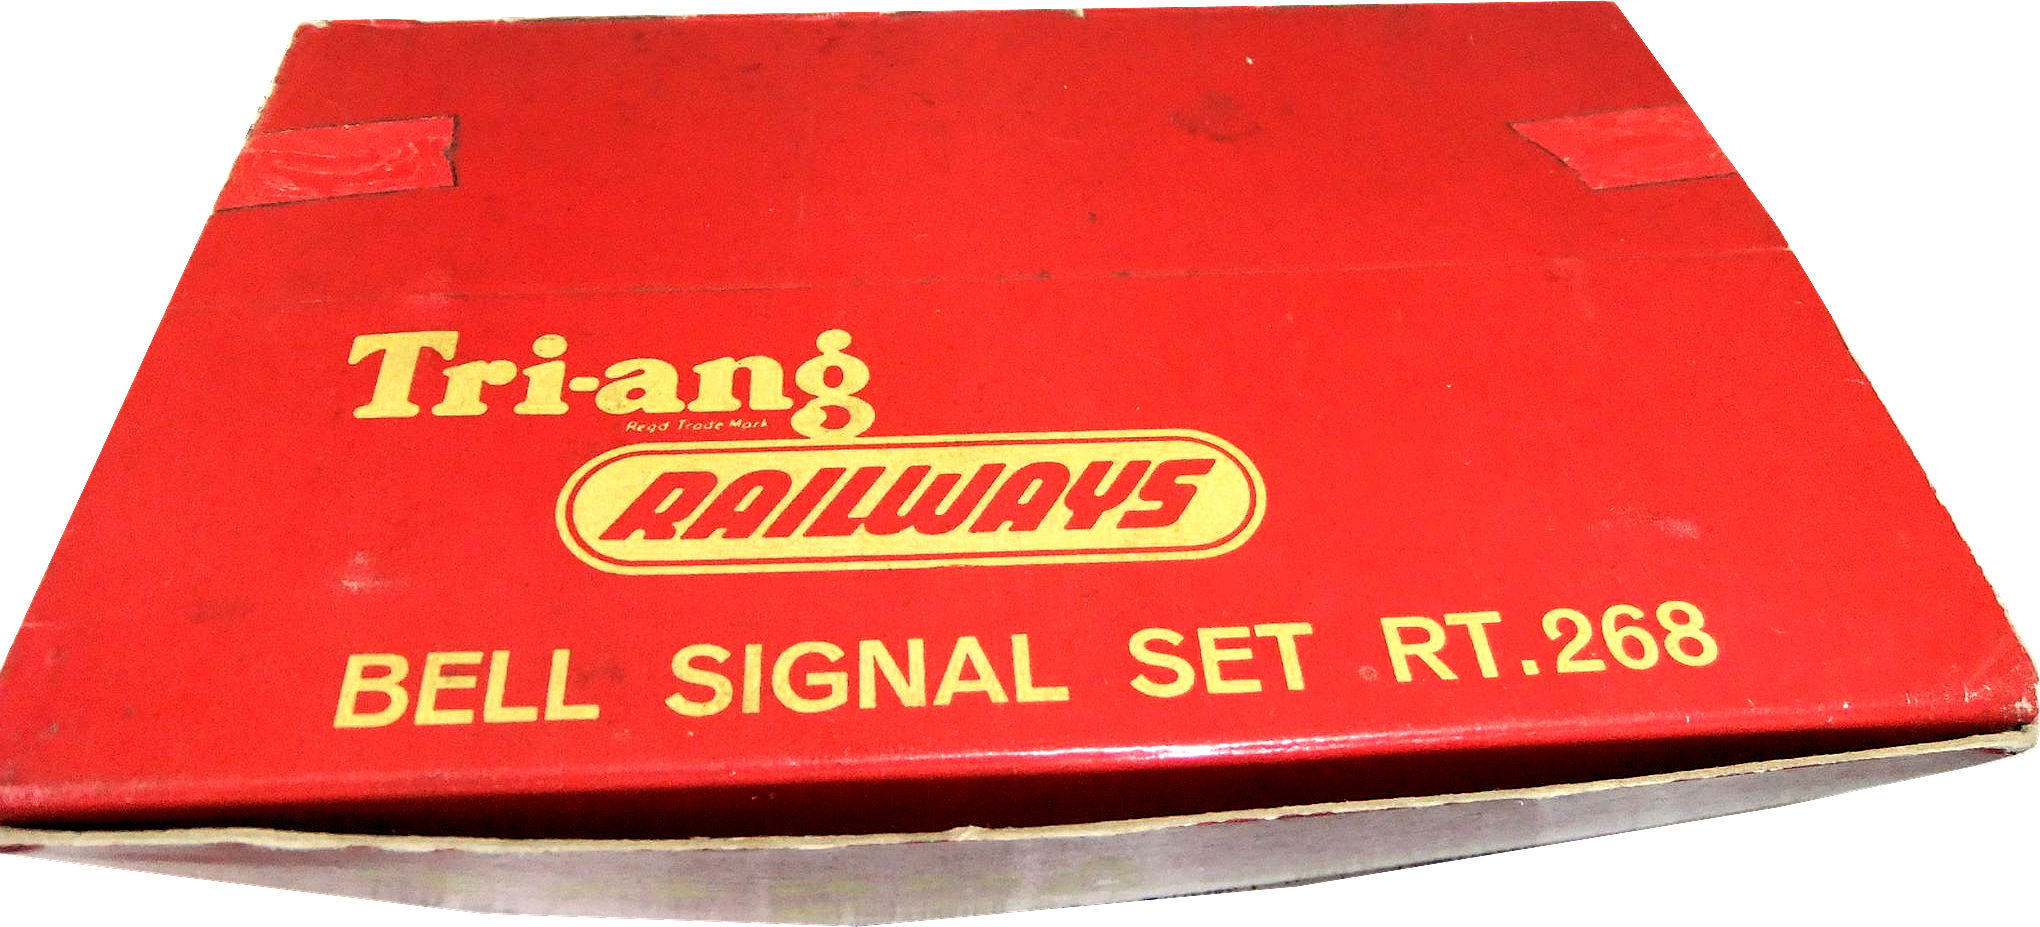 Tri-ang
Regd Trade Mark
RAILWAYS
BELL SIGNAL SET RT.268